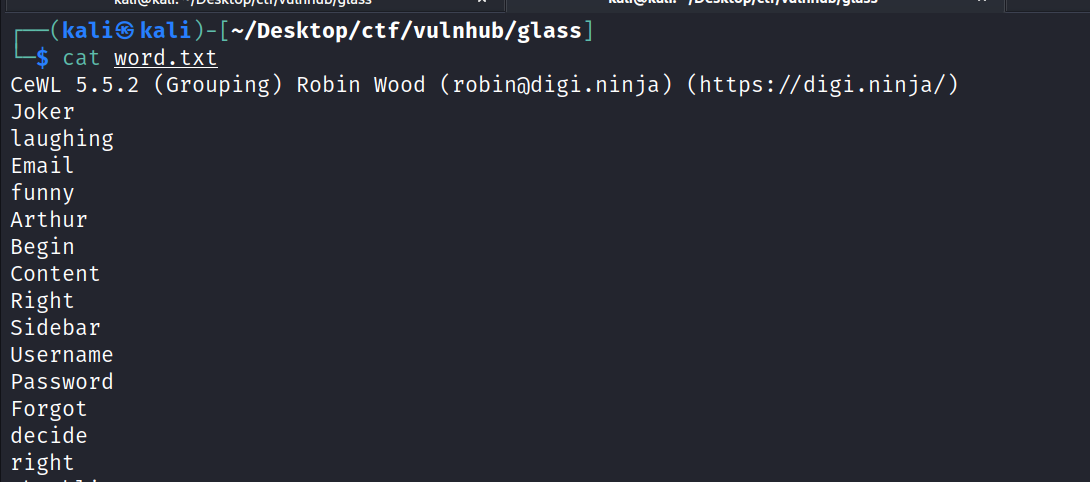 kali@kali: ~/Desktop/ctf/vulnhub/glass kali@kali: ~/Desktop/ctf/vulnhub/glass
(kali㉿kali)-[~/Desktop/ctf/vulnhub/glass]
$ cat word.txt
CeWL 5.5.2 (Grouping) Robin Wood (robin@digi.ninja) (https://digi.ninja/)
Joker
laughing
Email
funny
Arthur
Begin
Content
Right
Sidebar
Username
Password
Forgot
decide
right